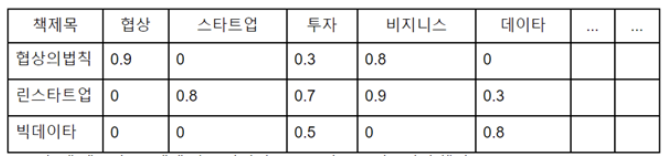 책제목 협상 스타트업 투자 비지니스 데이타 ... ...
협상의법칙 0.9 0 0.3 0.8 0
린스타트업 0 0.8 0.7 0.9 0.3
빅데이타 0 0 0.5 0 0.8